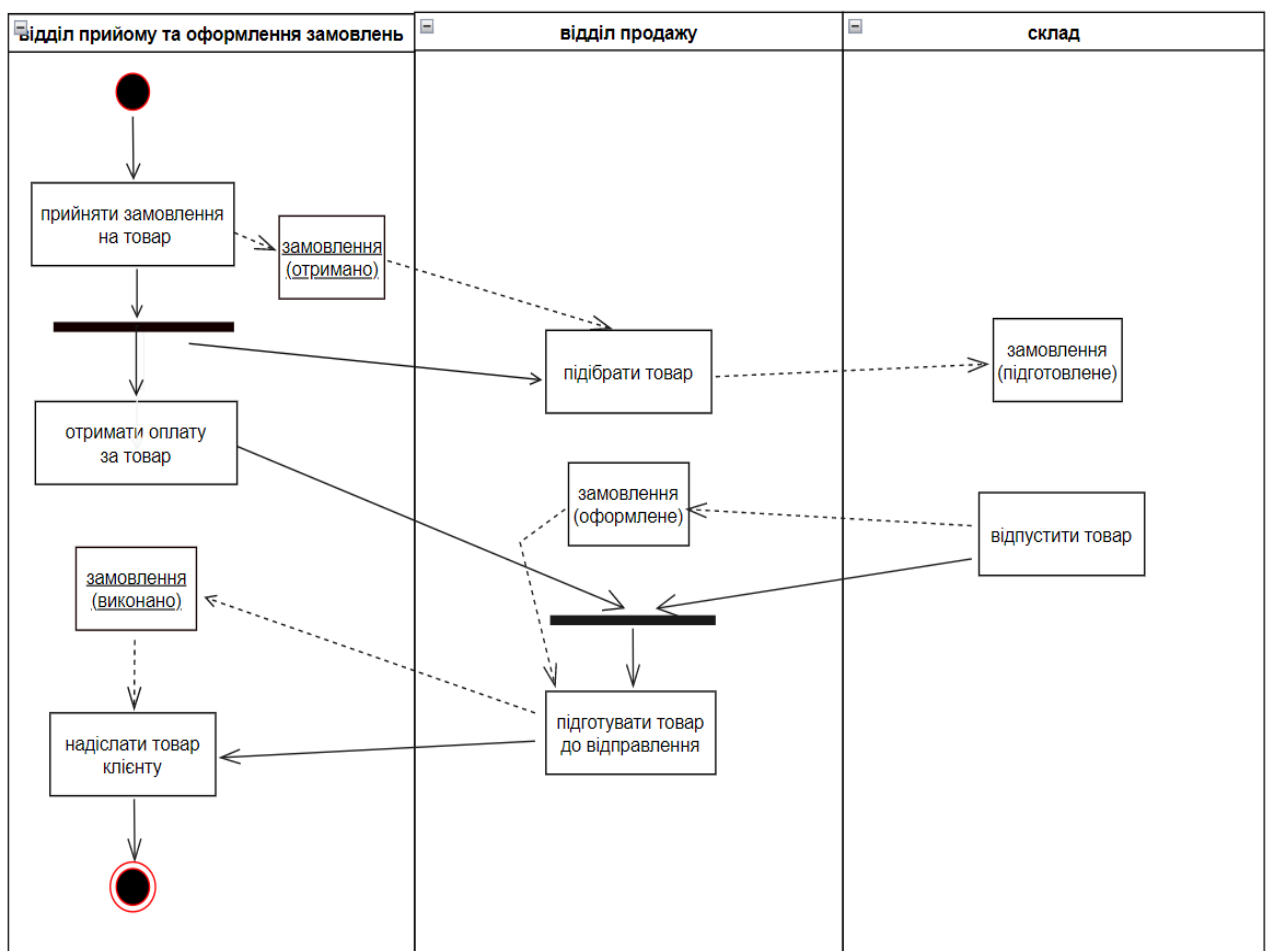 відділ прийому та оформлення замовлень
відділ продажу
склад
прийняти замовлення
на товар
замовлення
(отримано)
підібрати товар
замовлення
(підготовлене)
отримати оплату
за товар
замовлення
(оформлене)
відпустити товар
замовлення
(виконано)
підготувати товар
до відправлення
надіслати товар
клієнту